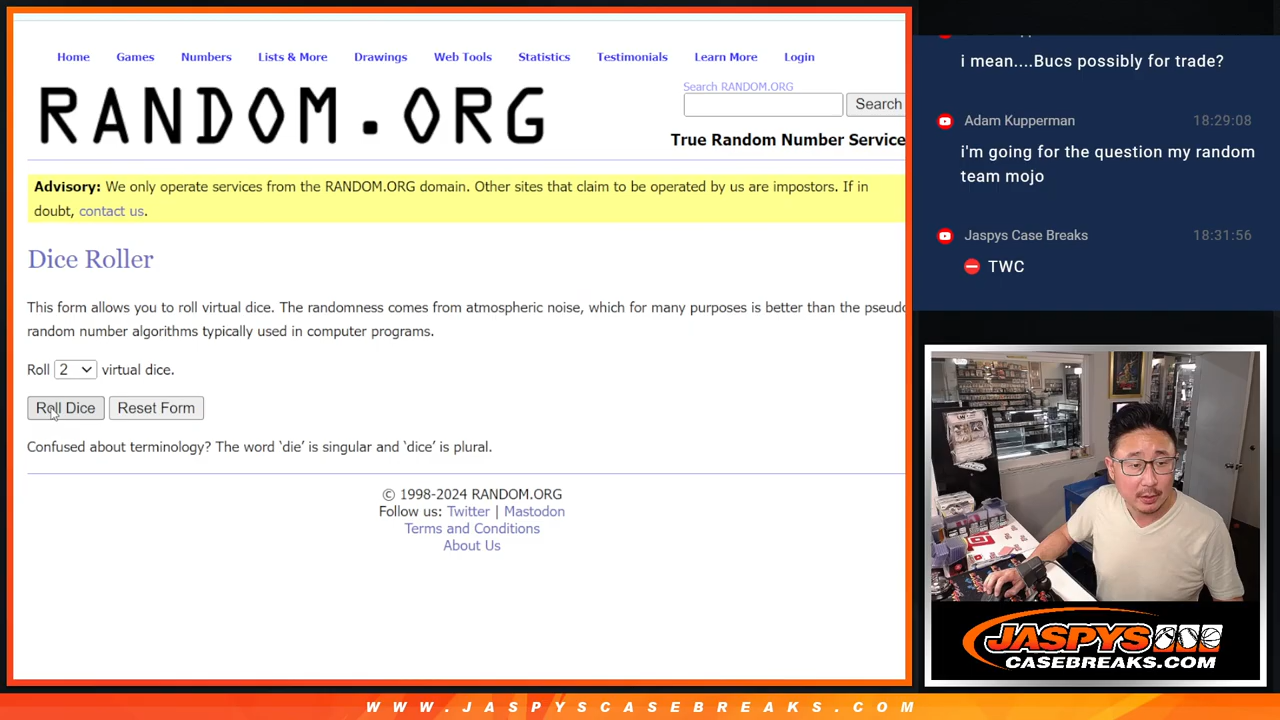 Home Games Numbers Lists & More Drawings Web Tools Statistics Testimonials Learn More Login
RANDOM.ORG
Search RANDOM.ORG
Search
True Random Number Service
Advisory: We only operate services from the RANDOM.ORG domain. Other sites that claim to be operated by us are impostors. If in
doubt, contact us.
Dice Roller
This form allows you to roll virtual dice. The randomness comes from atmospheric noise, which for many purposes is better than the pseudo
random number algorithms typically used in computer programs.
Roll 2 virtual dice.
Roll Dice Reset Form
Confused about terminology? The word ‘die’ is singular and ‘dice’ is plural.
© 1998-2024 RANDOM.ORG
Follow us: Twitter | Mastodon
Terms and Conditions
About Us
i mean....Bucs possibly for trade?
Adam Kupperman 18:29:08
i'm going for the question my random
team mojo
Jaspys Case Breaks 18:31:56
TWC
JASPYS
CASEBREAKS.COM
WWW.JASPYSCASEBREAKS.COM